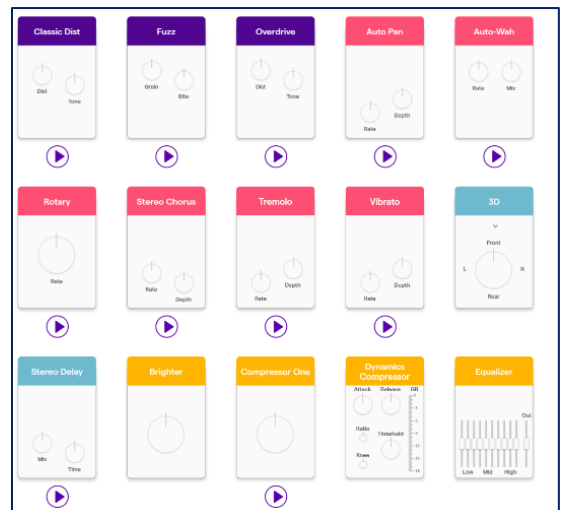 Classic Dist
Fuzz
Overdrive
Auto Pan
Auto-Wah
Dist
Tone
Grain
Bite
Dist
Tone
Depth
Rate
Rate
Mix
Rotary
Stereo Chorus
Tremolo
Vibrato
3D
Rate
Rate
Depth
Depth
Rate
Depth
Rate
Front
L
R
Rear
Stereo Delay
Brighter
Compressor One
Dynamics
Compressor
Equalizer
Mix
Time
Attack Release GR
Ratio
Threshold
Knee
Out
Low Mid High